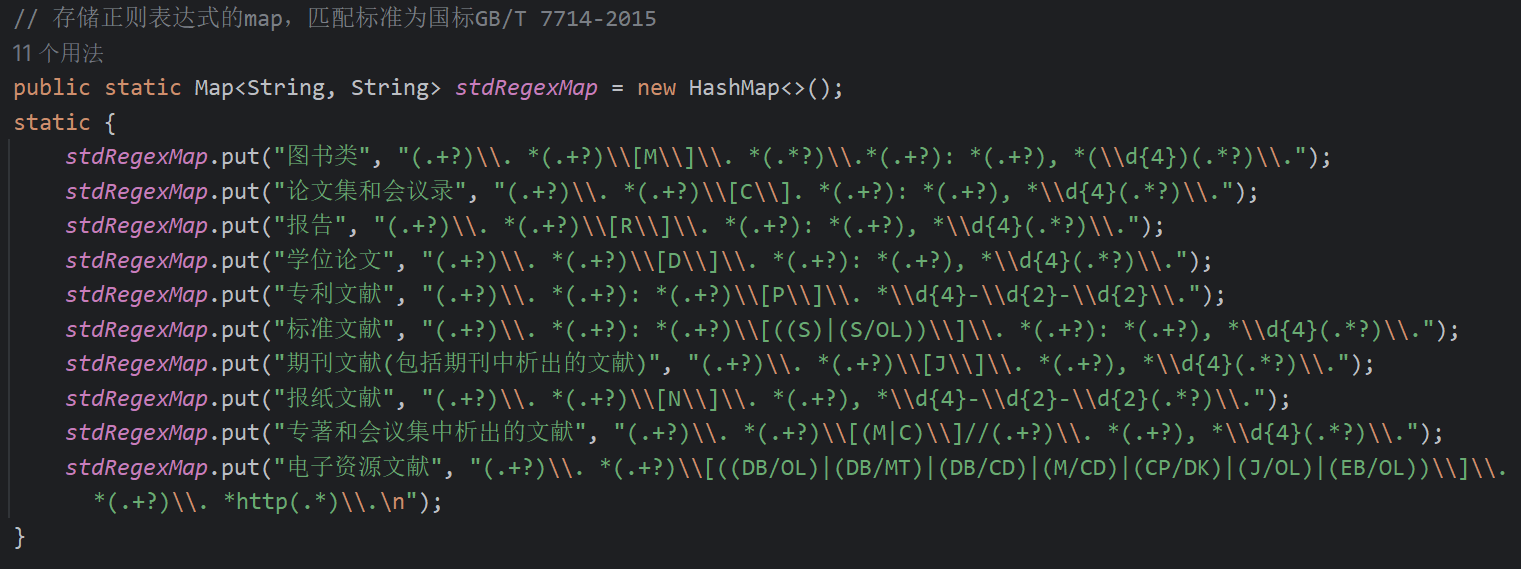 // 存储正则表达式的map，匹配标准为国标GB/T 7714-2015
11 个用法
public static Map<String, String> stdRegexMap = new HashMap<>();
static {
    stdRegexMap.put("图书类", "(.+?)\\. *(.+?)\\[M\\]\\. *(.*?)\\.*(.+?): *(.+?), *(\\d{4})(.*?)\\.");
    stdRegexMap.put("论文集和会议录", "(.+?)\\. *(.+?)\\[C\\]. *(.+?): *(.+?), *\\d{4}(.*?)\\.");
    stdRegexMap.put("报告", "(.+?)\\. *(.+?)\\[R\\]\\. *(.+?): *(.+?), *\\d{4}(.*?)\\.");
    stdRegexMap.put("学位论文", "(.+?)\\. *(.+?)\\[D\\]\\. *(.+?): *(.+?), *\\d{4}(.*?)\\.");
    stdRegexMap.put("专利文献", "(.+?)\\. *(.+?): *(.+?)\\[P\\]\\. *\\d{4}-\\d{2}-\\d{2}\\.");
    stdRegexMap.put("标准文献", "(.+?)\\. *(.+?): *(.+?)\\[((S)|(S/OL))\\]\\. *(.+?): *(.+?), *\\d{4}(.*?)\\.");
    stdRegexMap.put("期刊文献(包括期刊中析出的文献)", "(.+?)\\. *(.+?)\\[J\\]\\. *(.+?), *\\d{4}(.*?)\\.");
    stdRegexMap.put("报纸文献", "(.+?)\\. *(.+?)\\[N\\]\\. *(.+?), *\\d{4}-\\d{2}-\\d{2}(.*?)\\.");
    stdRegexMap.put("专著和会议集中析出的文献", "(.+?)\\. *(.+?)\\[(M|C)\\]//(.+?)\\. *(.+?), *\\d{4}(.*?)\\.");
    stdRegexMap.put("电子资源文献", "(.+?)\\. *(.+?)\\[((DB/OL)|(DB/MT)|(DB/CD)|(M/CD)|(CP/DK)|(J/OL)|(EB/OL))\\]\\.
      *(.+?)\\. *http(.*)\\.\n");
}